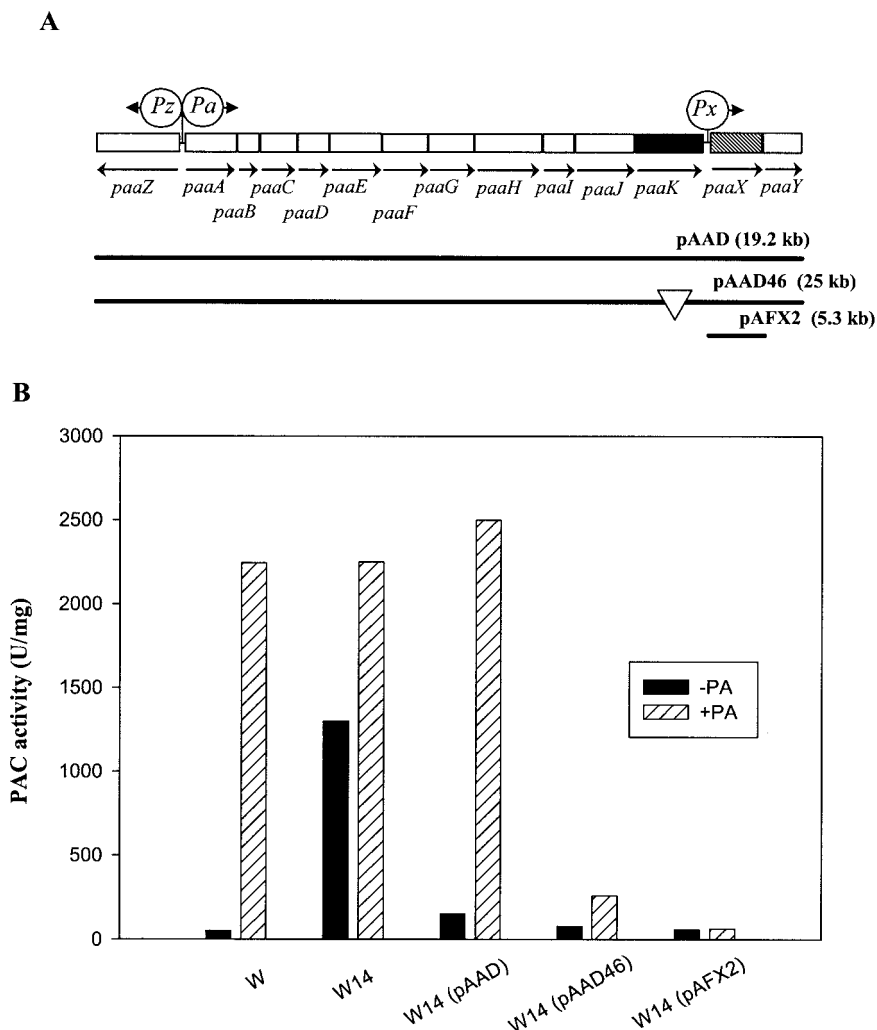 A
Pz Pa Px
paaZ paaA paaC paaE paaG paaH paaI paaJ paaK paaX paaY
paaB paaD paaF
pAAD (19.2 kb)
pAAD46 (25 kb)
pAFX2 (5.3 kb)
B
PAC activity (U/mg)
3000
2500
2000
1500
1000
500
0
-PA
+PA
W
W14
W14 (pAAD)
W14 (pAAD46)
W14 (pAFX2)